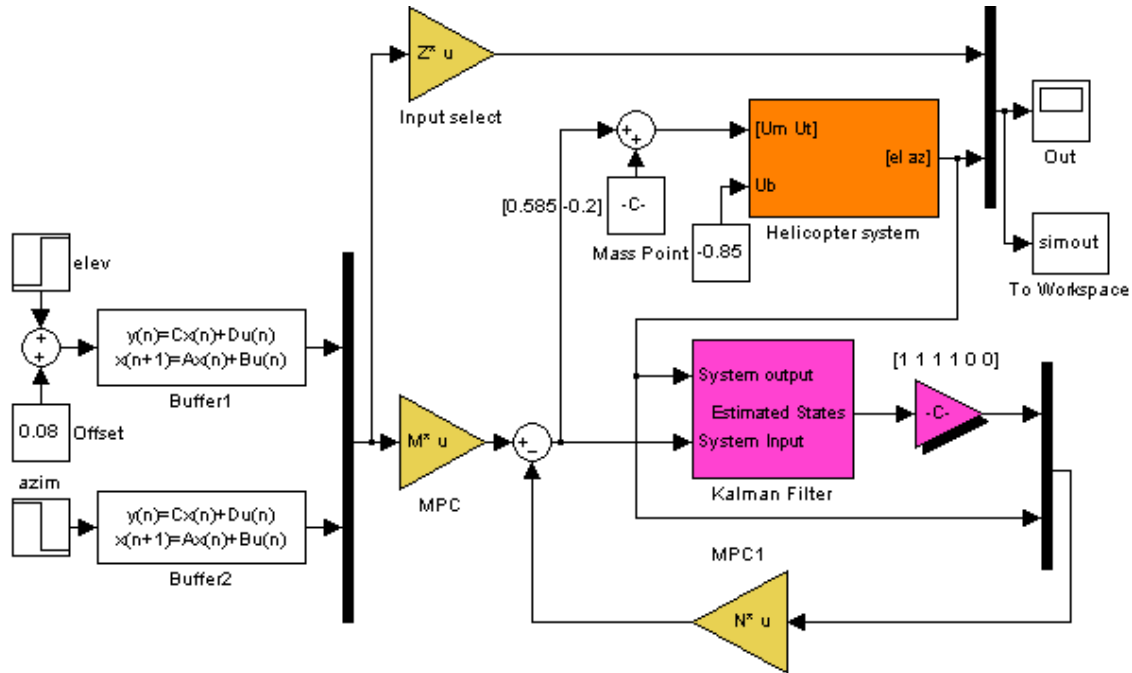 Z* u
Input select
+
+
[Um Ut]
[el az]
Ub
Helicopter system
[0.585 -0.2]
-C-
Mass Point
-0.85
Out
simout
To Workspace
elev
+
+
0.08
Offset
y(n)=Cx(n)+Du(n)
x(n+1)=Ax(n)+Bu(n)
Buffer1
azim
y(n)=Cx(n)+Du(n)
x(n+1)=Ax(n)+Bu(n)
Buffer2
M* u
MPC
+
−
System output
Estimated States
System Input
Kalman Filter
[1 1 1 1 0 0]
-C-
MPC1
N* u